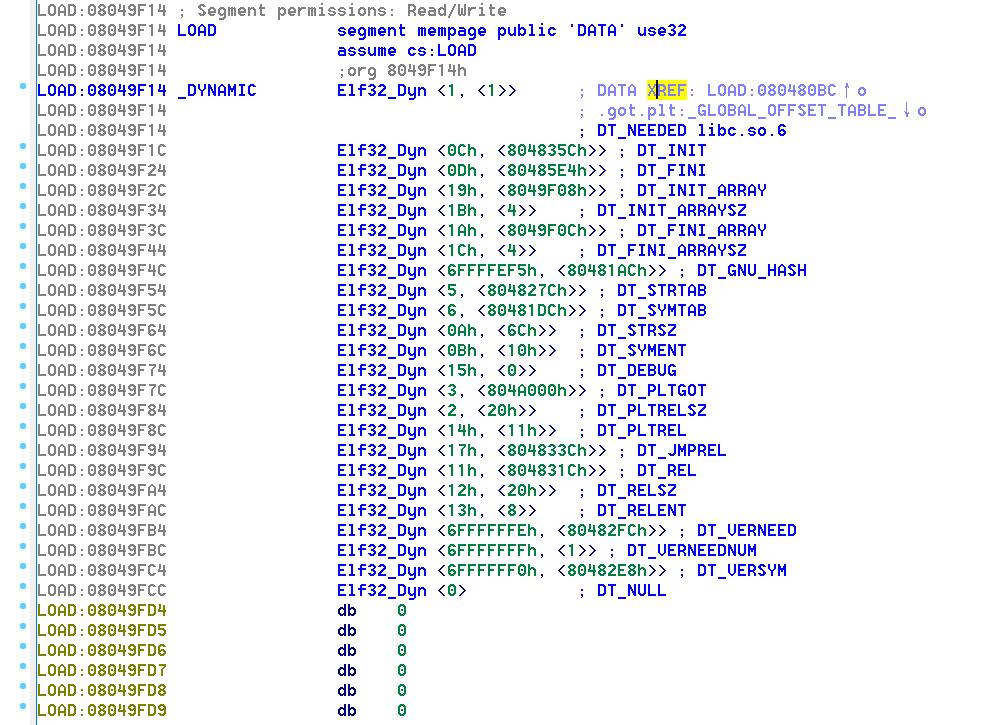 LOAD:08049F14 ; Segment permissions: Read/Write
LOAD:08049F14 LOAD segment mempage public 'DATA' use32
LOAD:08049F14 assume cs:LOAD
LOAD:08049F14 ;org 8049F14h
LOAD:08049F14 _DYNAMIC Elf32_Dyn <1, <1>> ; DATA XREF: LOAD:080480BC↑o
LOAD:08049F14 ; .got.plt:_GLOBAL_OFFSET_TABLE_↓o
LOAD:08049F14 ; DT_NEEDED libc.so.6
LOAD:08049F1C Elf32_Dyn <0Ch, <804835Ch>> ; DT_INIT
LOAD:08049F24 Elf32_Dyn <0Dh, <80485E4h>> ; DT_FINI
LOAD:08049F2C Elf32_Dyn <19h, <8049F08h>> ; DT_INIT_ARRAY
LOAD:08049F34 Elf32_Dyn <1Bh, <4>> ; DT_INIT_ARRAYSZ
LOAD:08049F3C Elf32_Dyn <1Ah, <8049F0Ch>> ; DT_FINI_ARRAY
LOAD:08049F44 Elf32_Dyn <1Ch, <4>> ; DT_FINI_ARRAYSZ
LOAD:08049F4C Elf32_Dyn <6FFFFEF5h, <80481ACh>> ; DT_GNU_HASH
LOAD:08049F54 Elf32_Dyn <5, <804827Ch>> ; DT_STRTAB
LOAD:08049F5C Elf32_Dyn <6, <80481DCh>> ; DT_SYMTAB
LOAD:08049F64 Elf32_Dyn <0Ah, <6Ch>> ; DT_STRSZ
LOAD:08049F6C Elf32_Dyn <0Bh, <10h>> ; DT_SYMENT
LOAD:08049F74 Elf32_Dyn <15h, <0>> ; DT_DEBUG
LOAD:08049F7C Elf32_Dyn <3, <804A000h>> ; DT_PLTGOT
LOAD:08049F84 Elf32_Dyn <2, <20h>> ; DT_PLTRELSZ
LOAD:08049F8C Elf32_Dyn <14h, <11h>> ; DT_PLTREL
LOAD:08049F94 Elf32_Dyn <17h, <804833Ch>> ; DT_JMPREL
LOAD:08049F9C Elf32_Dyn <11h, <804831Ch>> ; DT_REL
LOAD:08049FA4 Elf32_Dyn <12h, <20h>> ; DT_RELSZ
LOAD:08049FAC Elf32_Dyn <13h, <8>> ; DT_RELENT
LOAD:08049FB4 Elf32_Dyn <6FFFFFFEh, <80482FCh>> ; DT_VERNEED
LOAD:08049FBC Elf32_Dyn <6FFFFFFFh, <1>> ; DT_VERNEEDNUM
LOAD:08049FC4 Elf32_Dyn <6FFFFFF0h, <80482E8h>> ; DT_VERSYM
LOAD:08049FCC Elf32_Dyn <0> ; DT_NULL
LOAD:08049FD4 db 0
LOAD:08049FD5 db 0
LOAD:08049FD6 db 0
LOAD:08049FD7 db 0
LOAD:08049FD8 db 0
LOAD:08049FD9 db 0